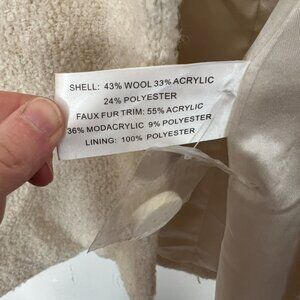 SHELL: 43% WOOL 33% ACRYLIC
24% POLYESTER
FAUX FUR TRIM: 55% ACRYLIC
36% MODACRYLIC 9% POLYESTER
LINING: 100% POLYESTER